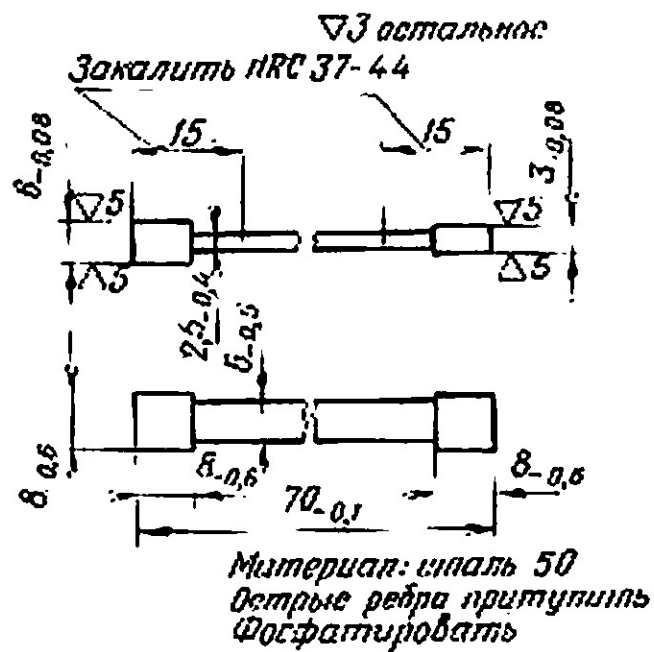 ▽3 остальное
Закалить HRC 37-44
15
15
6-0,08
3-0,08
▽5
▽5
▽5
▽5
2,5-0,4
6-0,5
8-0,6
8-0,6
8-0,6
70-0,1
Материал: сталь 50
Острые ребра притупить
Фосфатировать